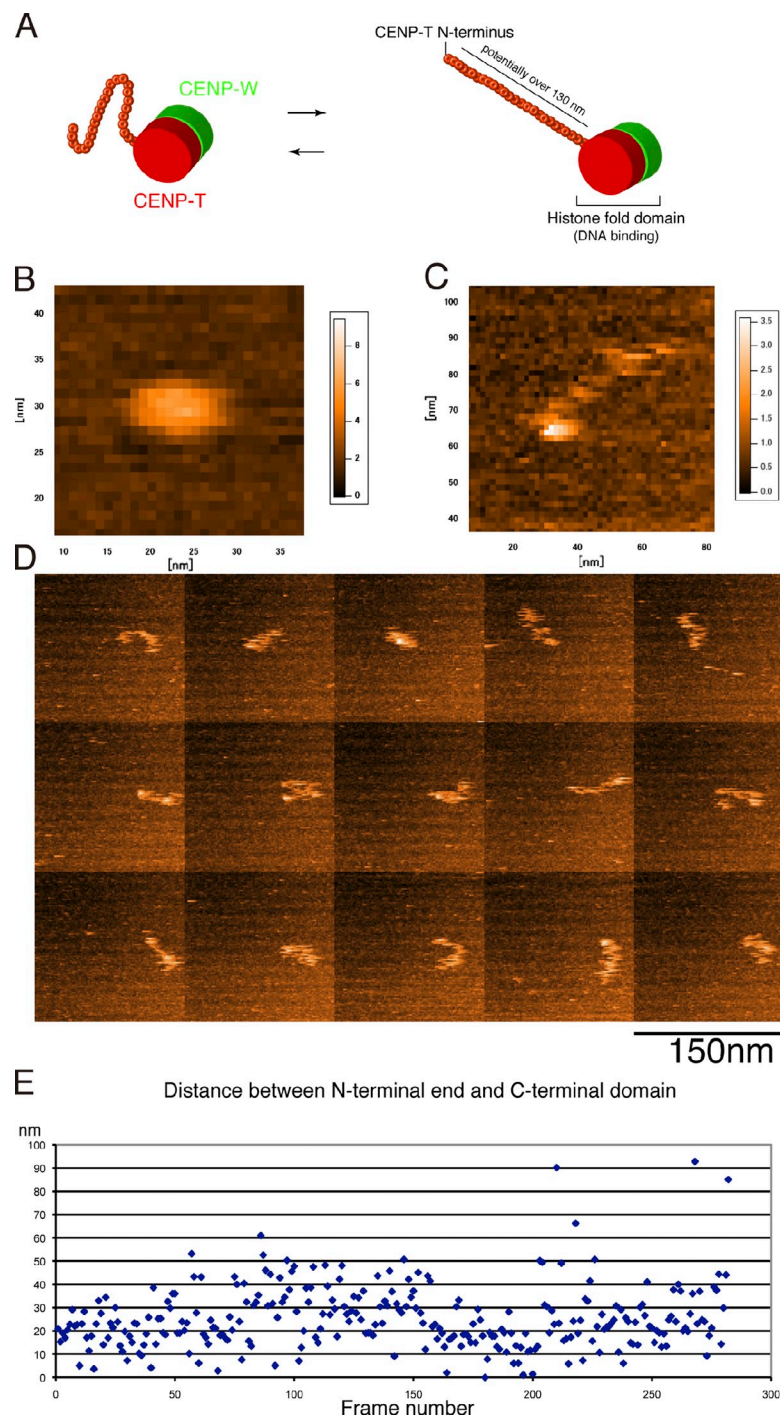 A
CENP-W
CENP-T
CENP-T N-terminus
potentially over 130 nm
Histone fold domain
(DNA binding)
B
40
35
30
25
20
[nm]
10 15 20 25 30 35
[nm]
8
6
4
2
0
C
100
90
80
70
60
50
40
[nm]
20 40 60 80
[nm]
3.5
3.0
2.5
2.0
1.5
1.0
0.5
0.0
D
150nm
E
Distance between N-terminal end and C-terminal domain
nm
100
90
80
70
60
50
40
30
20
10
0
0 50 100 150 200 250 300
Frame number